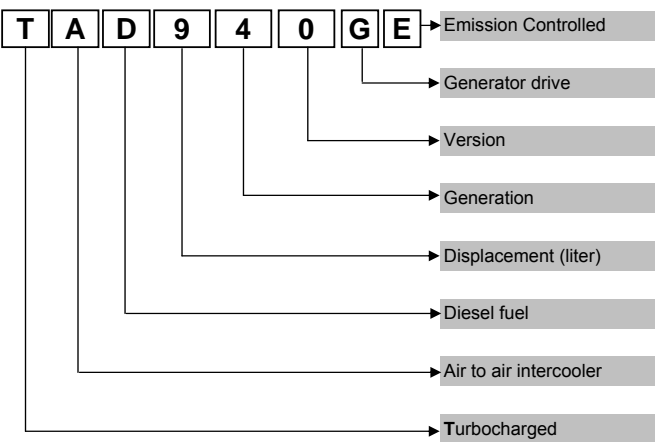 T A D 9 4 0 G E Emission Controlled
Generator drive
Version
Generation
Displacement (liter)
Diesel fuel
Air to air intercooler
Turbocharged